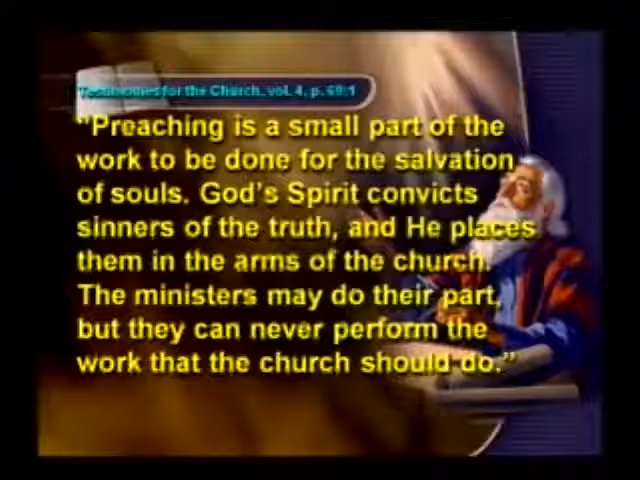 Testimonies for the Church, vol. 4, p. 69:1
"Preaching is a small part of the
work to be done for the salvation
of souls. God's Spirit convicts
sinners of the truth, and He places
them in the arms of the church.
The ministers may do their part,
but they can never perform the
work that the church should do."